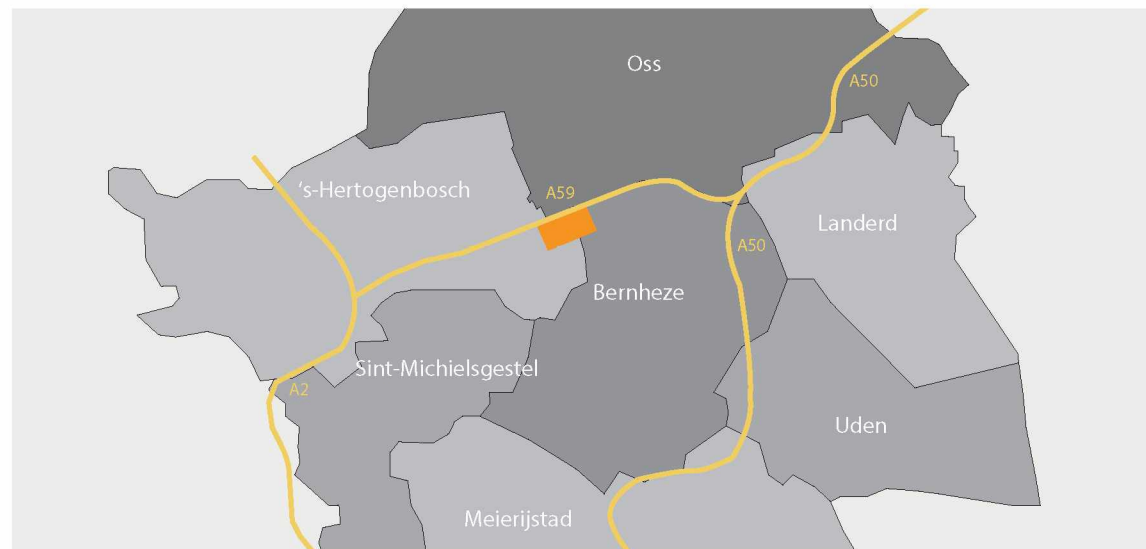 Oss
A50
's-Hertogenbosch
A59
Landerd
A50
Bernheze
Sint-Michielsgestel
A2
Uden
Meierijstad